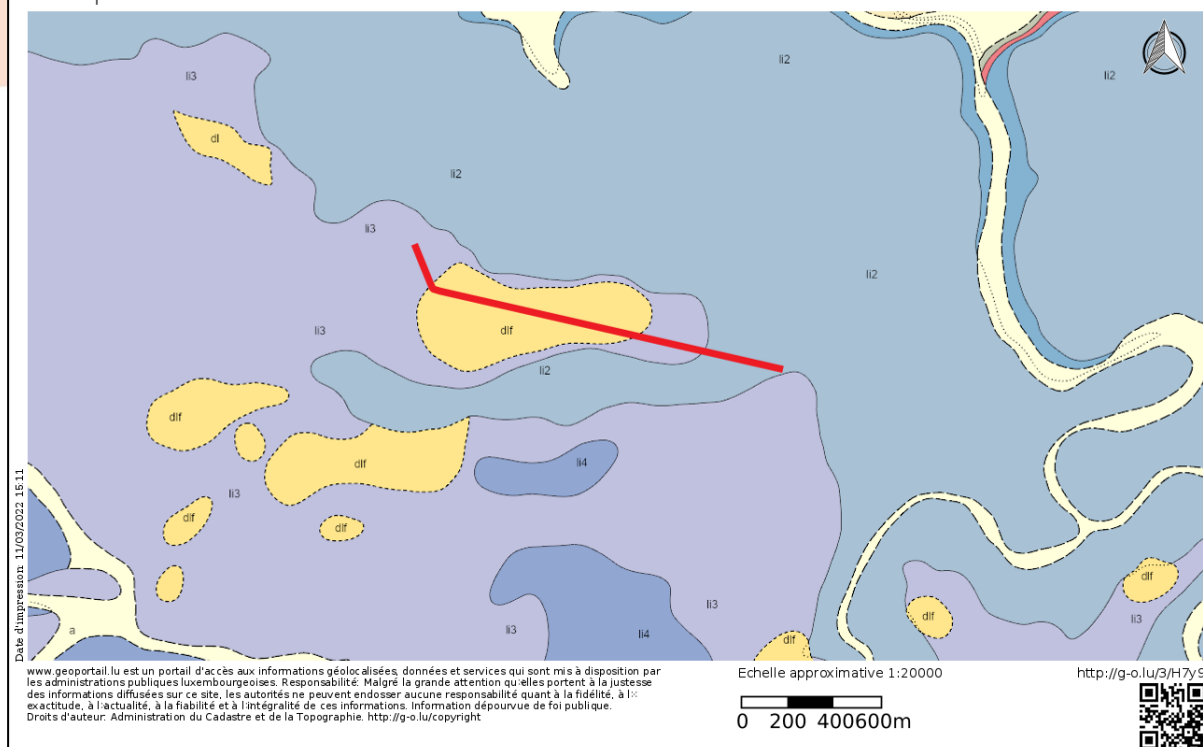 li3
li2
li2
dl
li2
li3
li2
li3
dlf
li2
dlf
dlf
li4
li3
dlf
dlf
dlf
li3
dlf
li3
a
li3
li4
dlf
Date d'impression: 11/03/2022 15:11
www.geoportail.lu est un portail d'accès aux informations géolocalisées, données et services qui sont mis à disposition par
les administrations publiques luxembourgeoises. Responsabilité: Malgré la grande attention qu'elles portent à la justesse
des informations diffusées sur ce site, les autorités ne peuvent endosser aucune responsabilité quant à la fidélité, à l'
exactitude, à l'actualité, à la fiabilité et à l'intégralité de ces informations. Information dépourvue de foi publique.
Droits d'auteur: Administration du Cadastre et de la Topographie. http://g-o.lu/copyright
Echelle approximative 1:20000
0 200 400600m
http://g-o.lu/3/H7y9